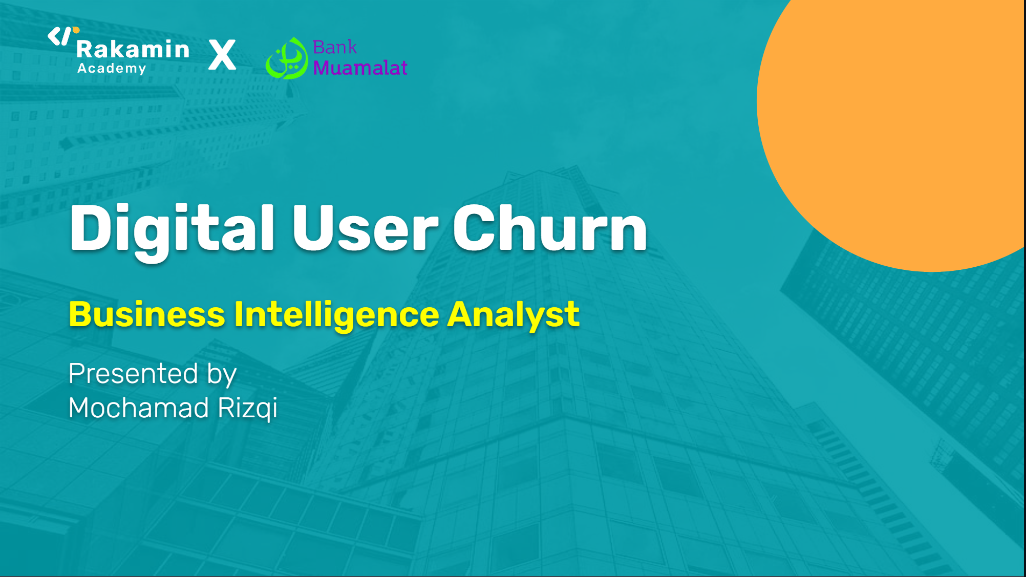 Rakamin
Academy
X
Bank
Muamalat
Digital User Churn
Business Intelligence Analyst
Presented by
Mochamad Rizqi